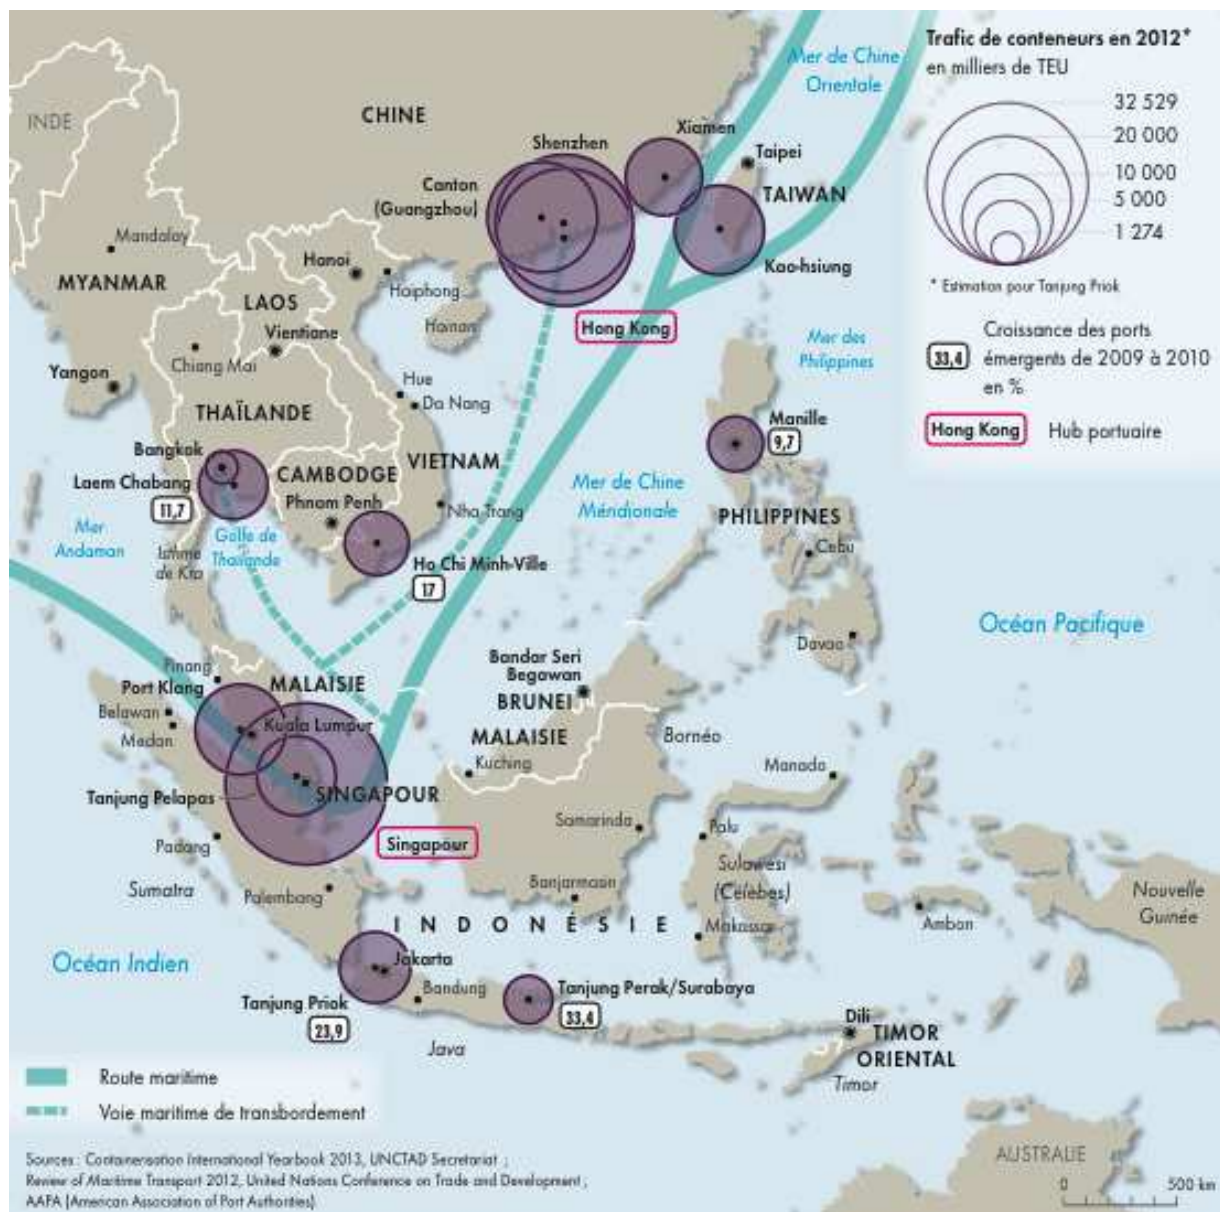 Mer de Chine
Orientale
Trafic de conteneurs en 2012*
en milliers de TEU
32 529
20 000
10 000
5 000
1 274
* Estimation pour Tanjung Priok
Croissance des ports
émergents de 2009 à 2010
en %
33,4
Hong Kong
Hub portuaire
INDE
CHINE
Xiamen
Shenzhen
Taipei
Canton
(Guangzhou)
TAIWAN
Mandalay
Hanoi
Kao-hsiung
MYANMAR
Haiphong
LAOS
Hainan
Vientiane
Hong Kong
Mer des
Philippines
Chiang Mai
Yangon
Hue
Da Nang
THAÏLANDE
Manille
9,7
Bangkok
VIETNAM
CAMBODGE
Laem Chabang
11,7
Phnom Penh
Mer de Chine
Méridionale
Nha Trang
PHILIPPINES
Mer
Andaman
Golfe de
Thaïlande
Isthme
de Kra
Cebu
Ho Chi Minh-Ville
17
Océan Pacifique
Davao
Pinang
Bandar Seri
Begawan
BRUNEI
Port Klang
MALAISIE
Belawan
Medan
Kuala Lumpur
MALAISIE
Bornéo
Kuching
Manado
Tanjung Pelapas
SINGAPOUR
Samarinda
Palu
Padang
Singapour
Sulawesi
(Célèbes)
Sumatra
Palembang
Banjarmasin
Nouvelle
Guinée
INDONÉSIE
Makassar
Ambon
Océan Indien
Jakarta
Tanjung Priok
23,9
Bandung
Tanjung Perak/Surabaya
33,4
Java
Dili
TIMOR
ORIENTAL
Timor
Route maritime
Voie maritime de transbordement
AUSTRALIE
0 500 km
Sources : Containerisation International Yearbook 2013, UNCTAD Secretariat ;
Review of Maritime Transport 2012, United Nations Conference on Trade and Development ;
AAPA (American Association of Port Authorities)